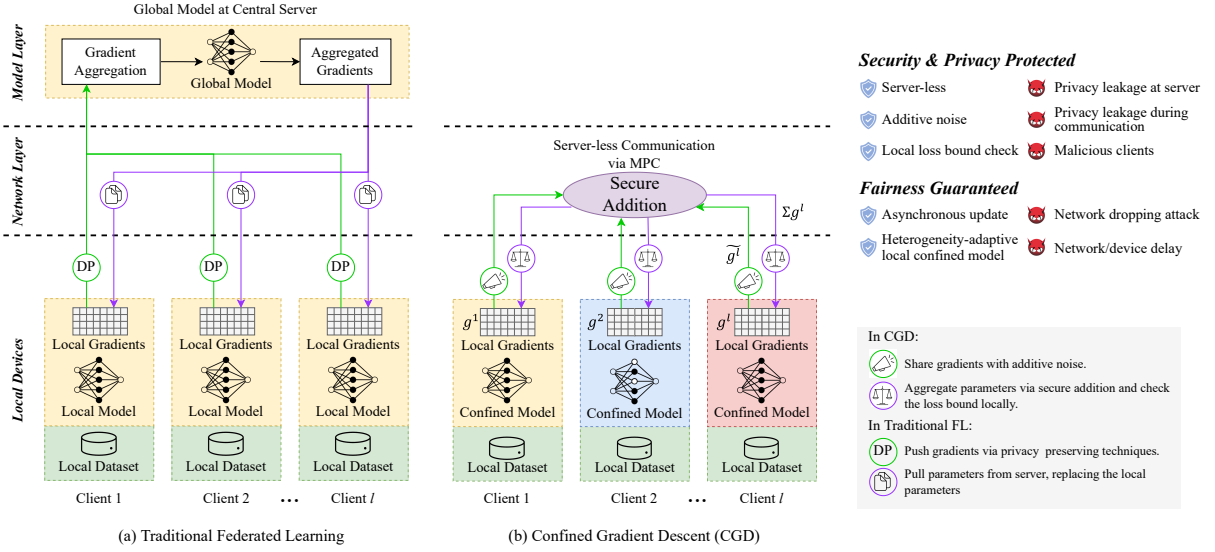 Global Model at Central Server
Model Layer
Gradient
Aggregation
Global Model
Aggregated
Gradients
Network Layer
DP
DP
DP
Local Devices
Local Gradients
Local Gradients
Local Gradients
Local Model
Local Model
Local Model
Local Dataset
Local Dataset
Local Dataset
Client 1
Client 2
...
Client l
(a) Traditional Federated Learning
Server-less Communication
via MPC
Secure
Addition
Σg^l
\widetilde{g^l}
g^1
g^2
g^l
Local Gradients
Local Gradients
Local Gradients
Confined Model
Confined Model
Confined Model
Local Dataset
Local Dataset
Local Dataset
Client 1
Client 2
...
Client l
(b) Confined Gradient Descent (CGD)
Security & Privacy Protected
Server-less
Privacy leakage at server
Additive noise
Privacy leakage during
communication
Local loss bound check
Malicious clients
Fairness Guaranteed
Asynchronous update
Network dropping attack
Heterogeneity-adaptive
local confined model
Network/device delay
In CGD:
Share gradients with additive noise.
Aggregate parameters via secure addition and check
the loss bound locally.
In Traditional FL:
DP
Push gradients via privacy preserving techniques.
Pull parameters from server, replacing the local
parameters